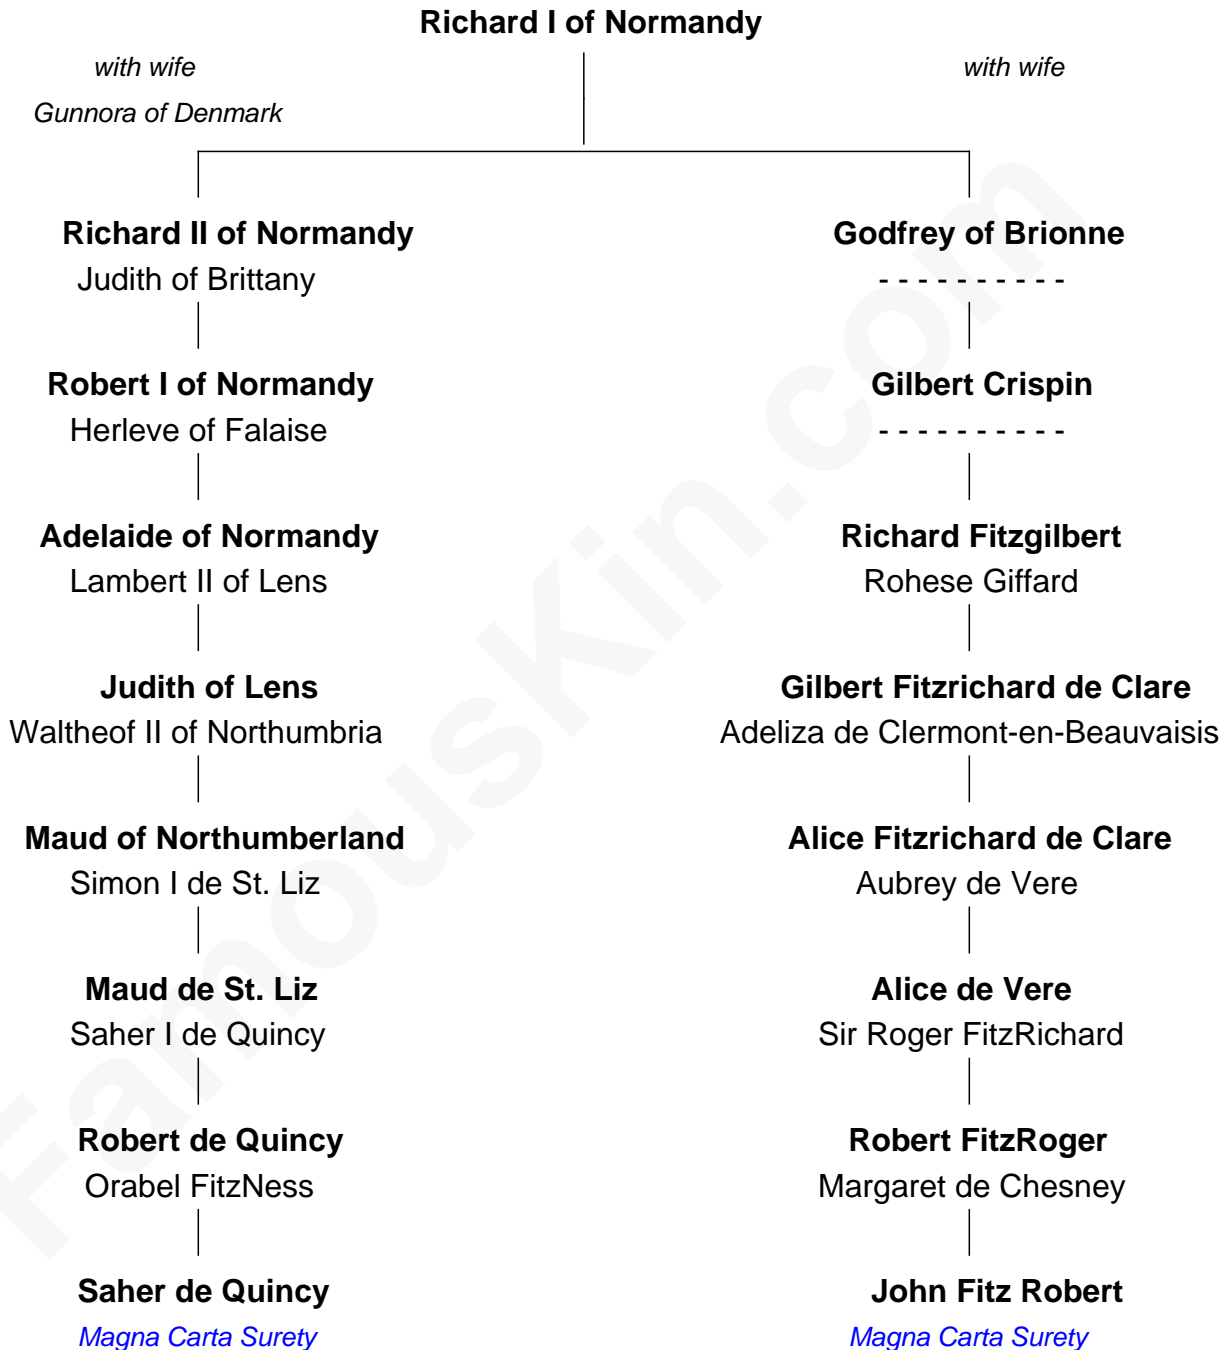 Richard I of Normandy
with wife
Gunnora of Denmark
with wife
Richard II of Normandy
Judith of Brittany
Godfrey of Brionne
- - - - - - - - - -
Robert I of Normandy
Herleve of Falaise
Gilbert Crispin
- - - - - - - - - -
Adelaide of Normandy
Lambert II of Lens
Richard Fitzgilbert
Rohese Giffard
Judith of Lens
Waltheof II of Northumbria
Gilbert Fitzrichard de Clare
Adeliza de Clermont-en-Beauvaisis
Maud of Northumberland
Simon I de St. Liz
Alice Fitzrichard de Clare
Aubrey de Vere
Maud de St. Liz
Saher I de Quincy
Alice de Vere
Sir Roger FitzRichard
Robert de Quincy
Orabel FitzNess
Robert FitzRoger
Margaret de Chesney
Saher de Quincy
Magna Carta Surety
John Fitz Robert
Magna Carta Surety
FamousKin.com